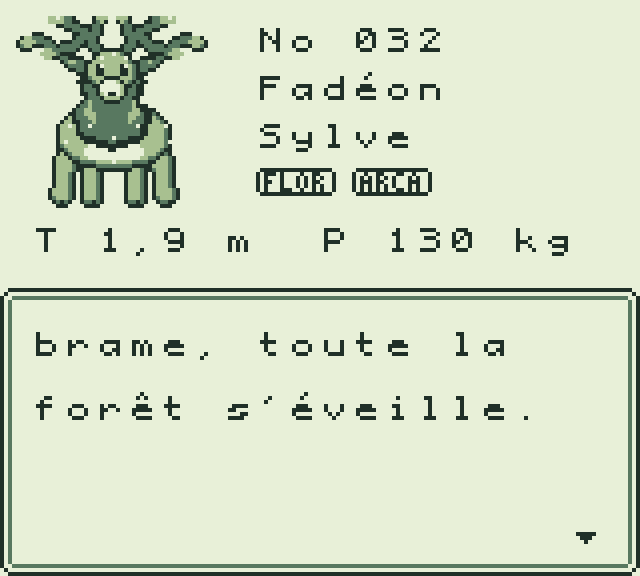 No 032
Fadéon
Sylve
FLOR ARCA
T 1,9 m P 130 kg
brame, toute la
forêt s'éveille.